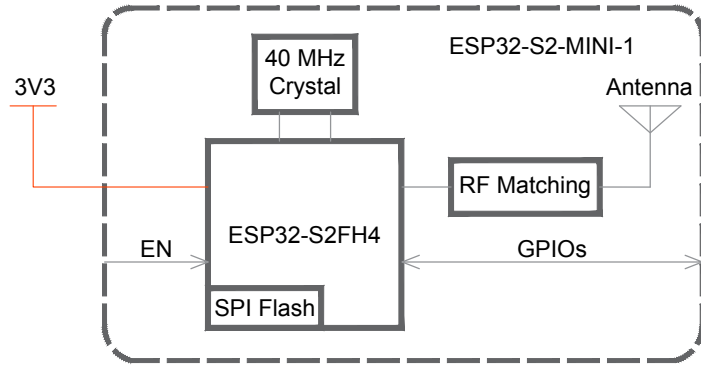 ESP32-S2-MINI-1
40 MHz
Crystal
3V3
Antenna
RF Matching
ESP32-S2FH4
EN
GPIOs
SPI Flash